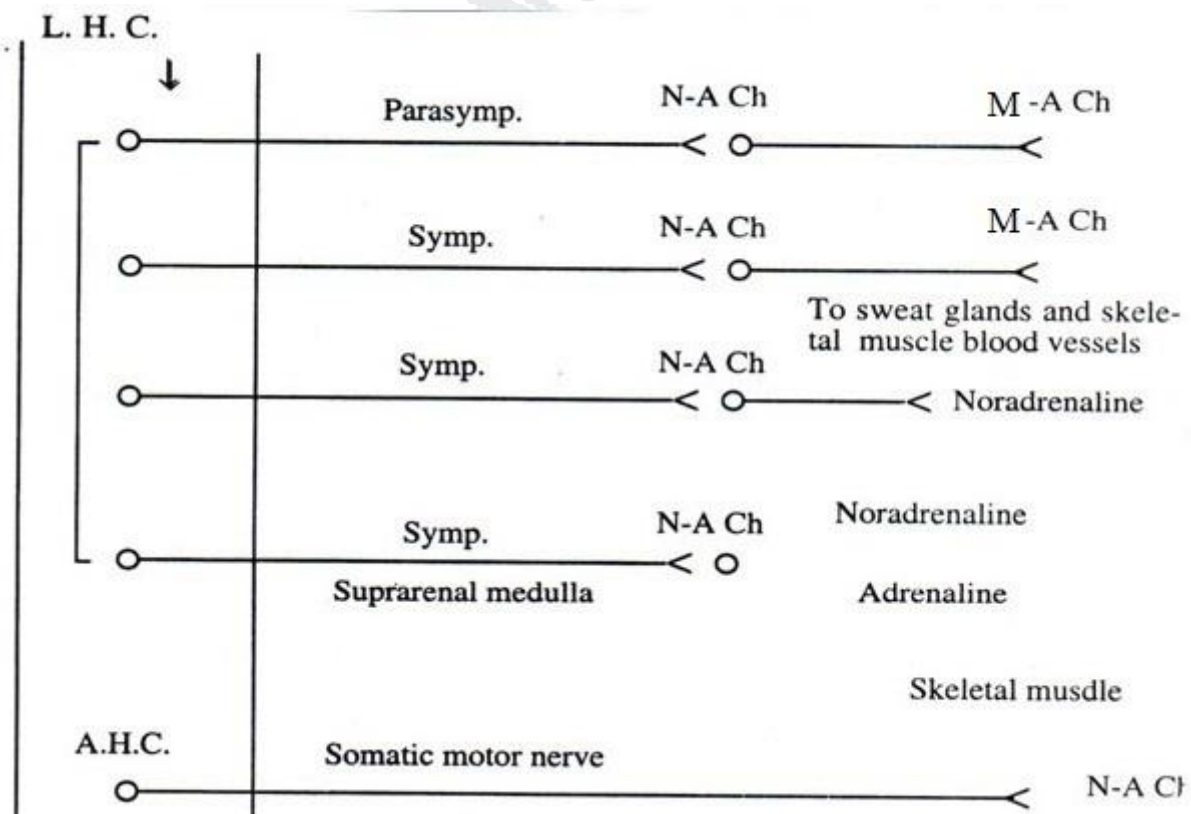 L. H. C.
Parasymp.
N-A Ch
M -A Ch
Symp.
N-A Ch
M -A Ch
To sweat glands and skele-
tal muscle blood vessels
Symp.
N-A Ch
Noradrenaline
Symp.
N-A Ch
Noradrenaline
Suprarenal medulla
Adrenaline
Skeletal musdle
A.H.C.
Somatic motor nerve
N-A Ch